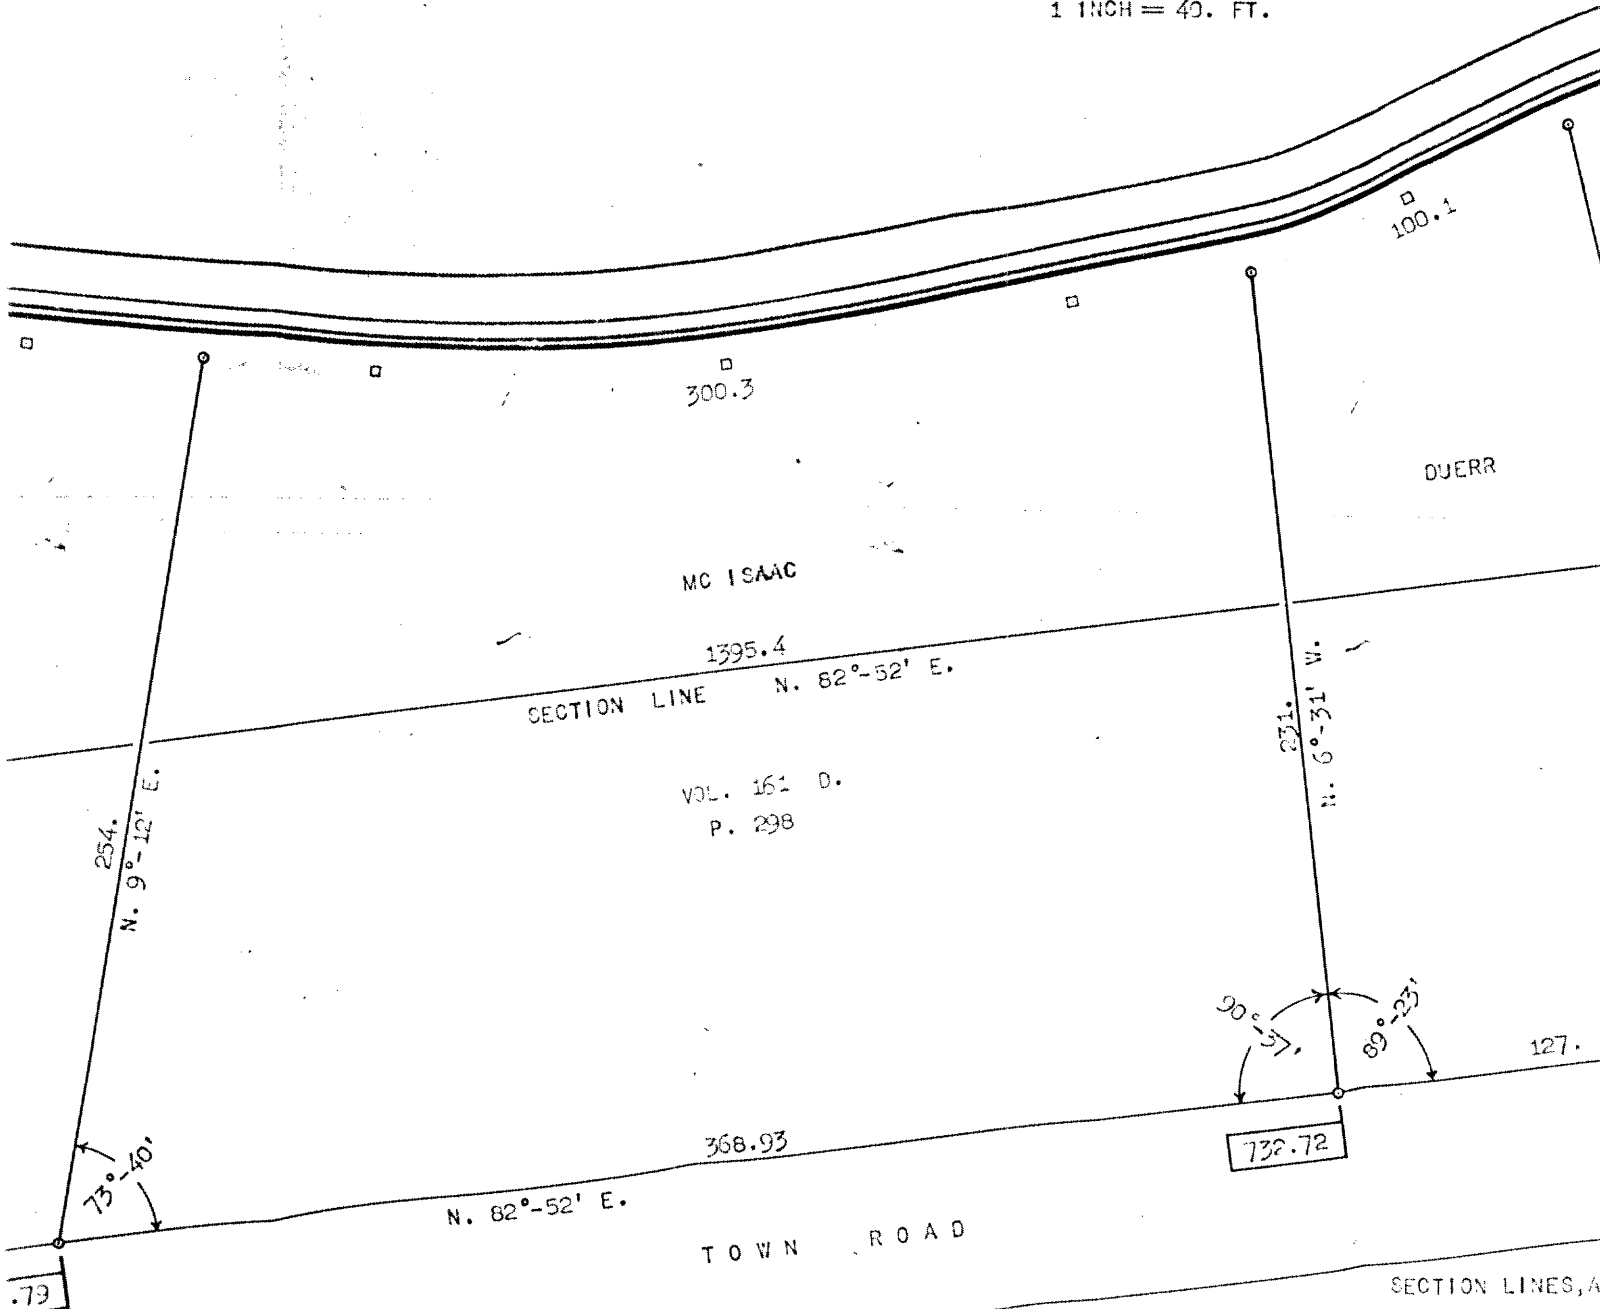 1 INCH = 40. FT.
100.1
300.3
DUERR
MC ISAAC
1395.4
SECTION LINE N. 82°-52' E.
231.
N. 6°-31' W.
VOL. 161 D.
P. 298
254.
N. 9°-12' E.
90°-37'
89°-23'
127.
368.93
732.72
73°-40'
N. 82°-52' E.
TOWN ROAD
.79
SECTION LINES, A